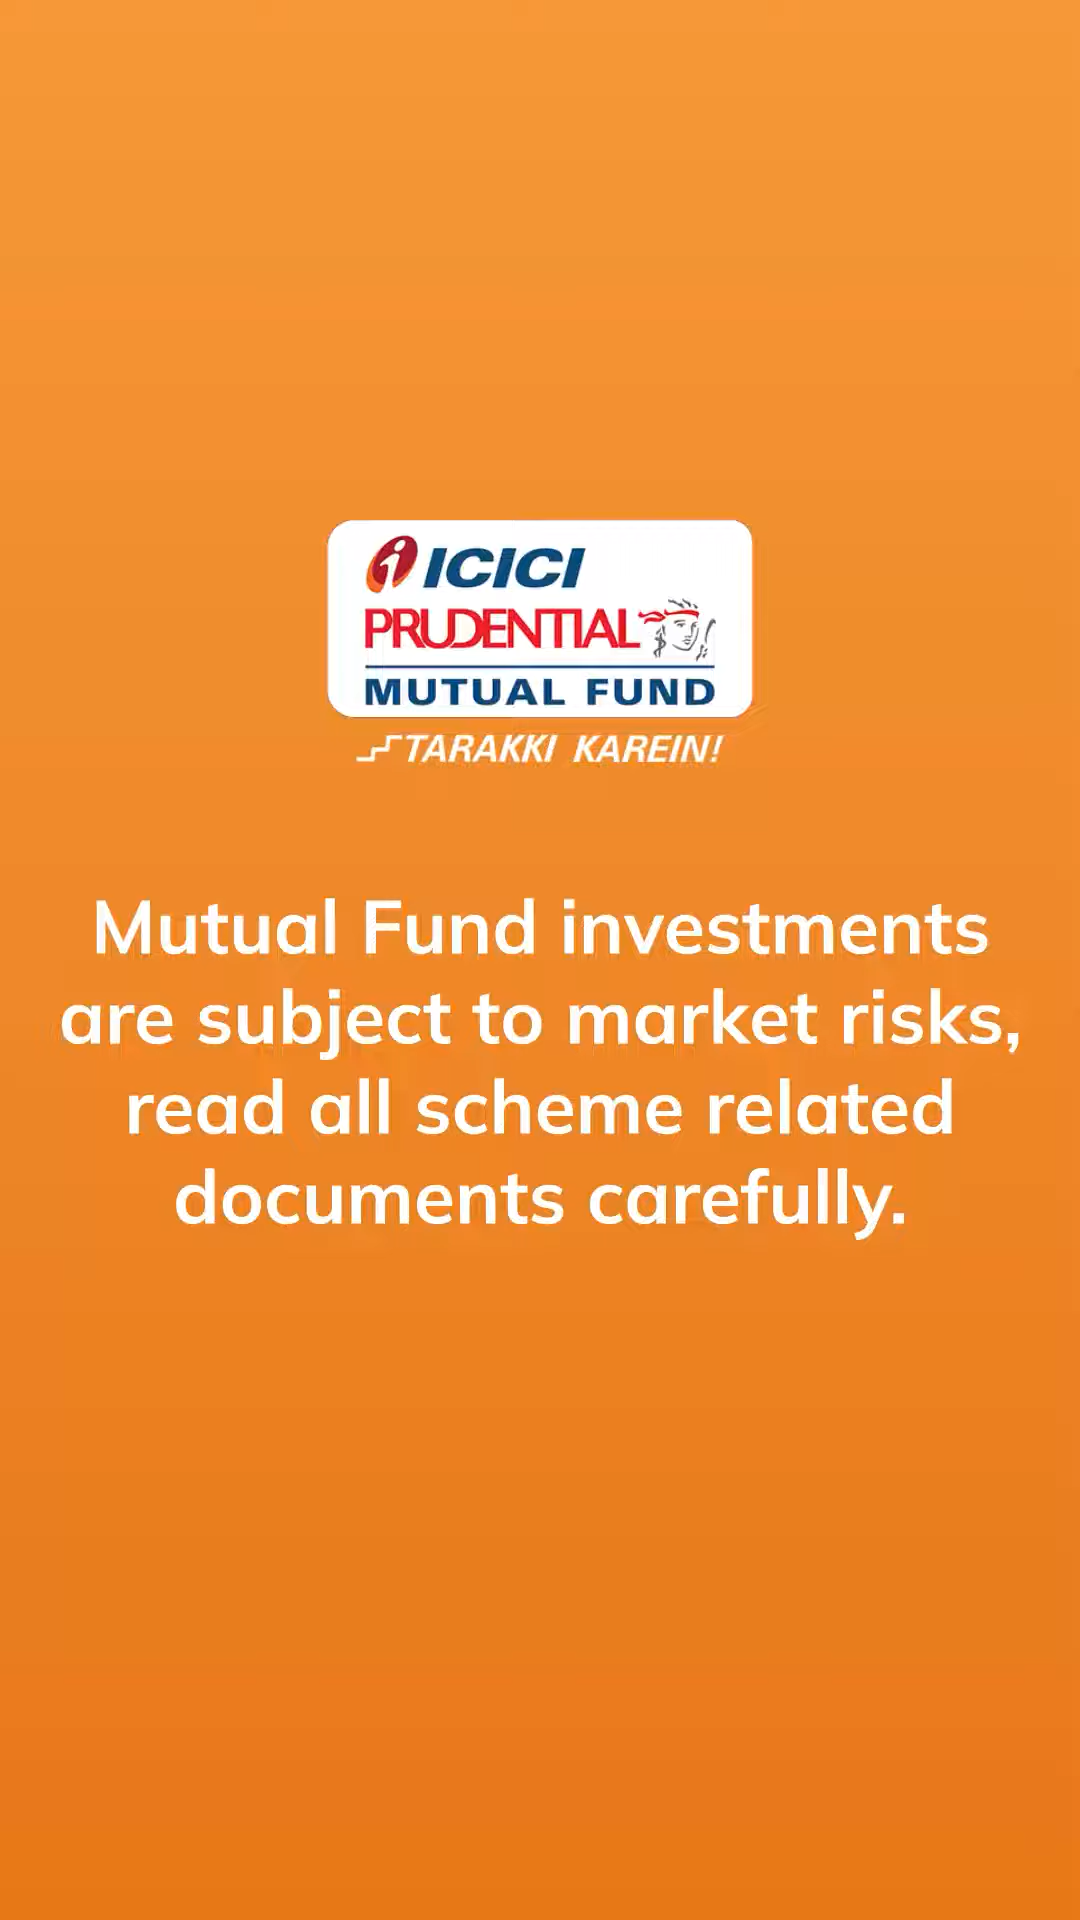 ICICI
PRUDENTIAL
MUTUAL FUND
TARAKKI KAREIN!
Mutual Fund investments
are subject to market risks,
read all scheme related
documents carefully.